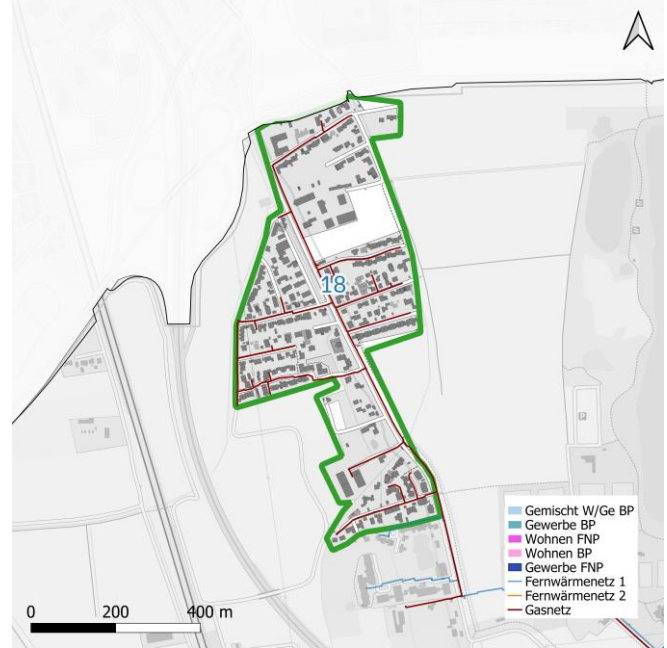 18
Gemischt W/Ge BP
Gewerbe BP
Wohnen FNP
Wohnen BP
Gewerbe FNP
Fernwärmenetz 1
Fernwärmenetz 2
Gasnetz
0 200 400 m